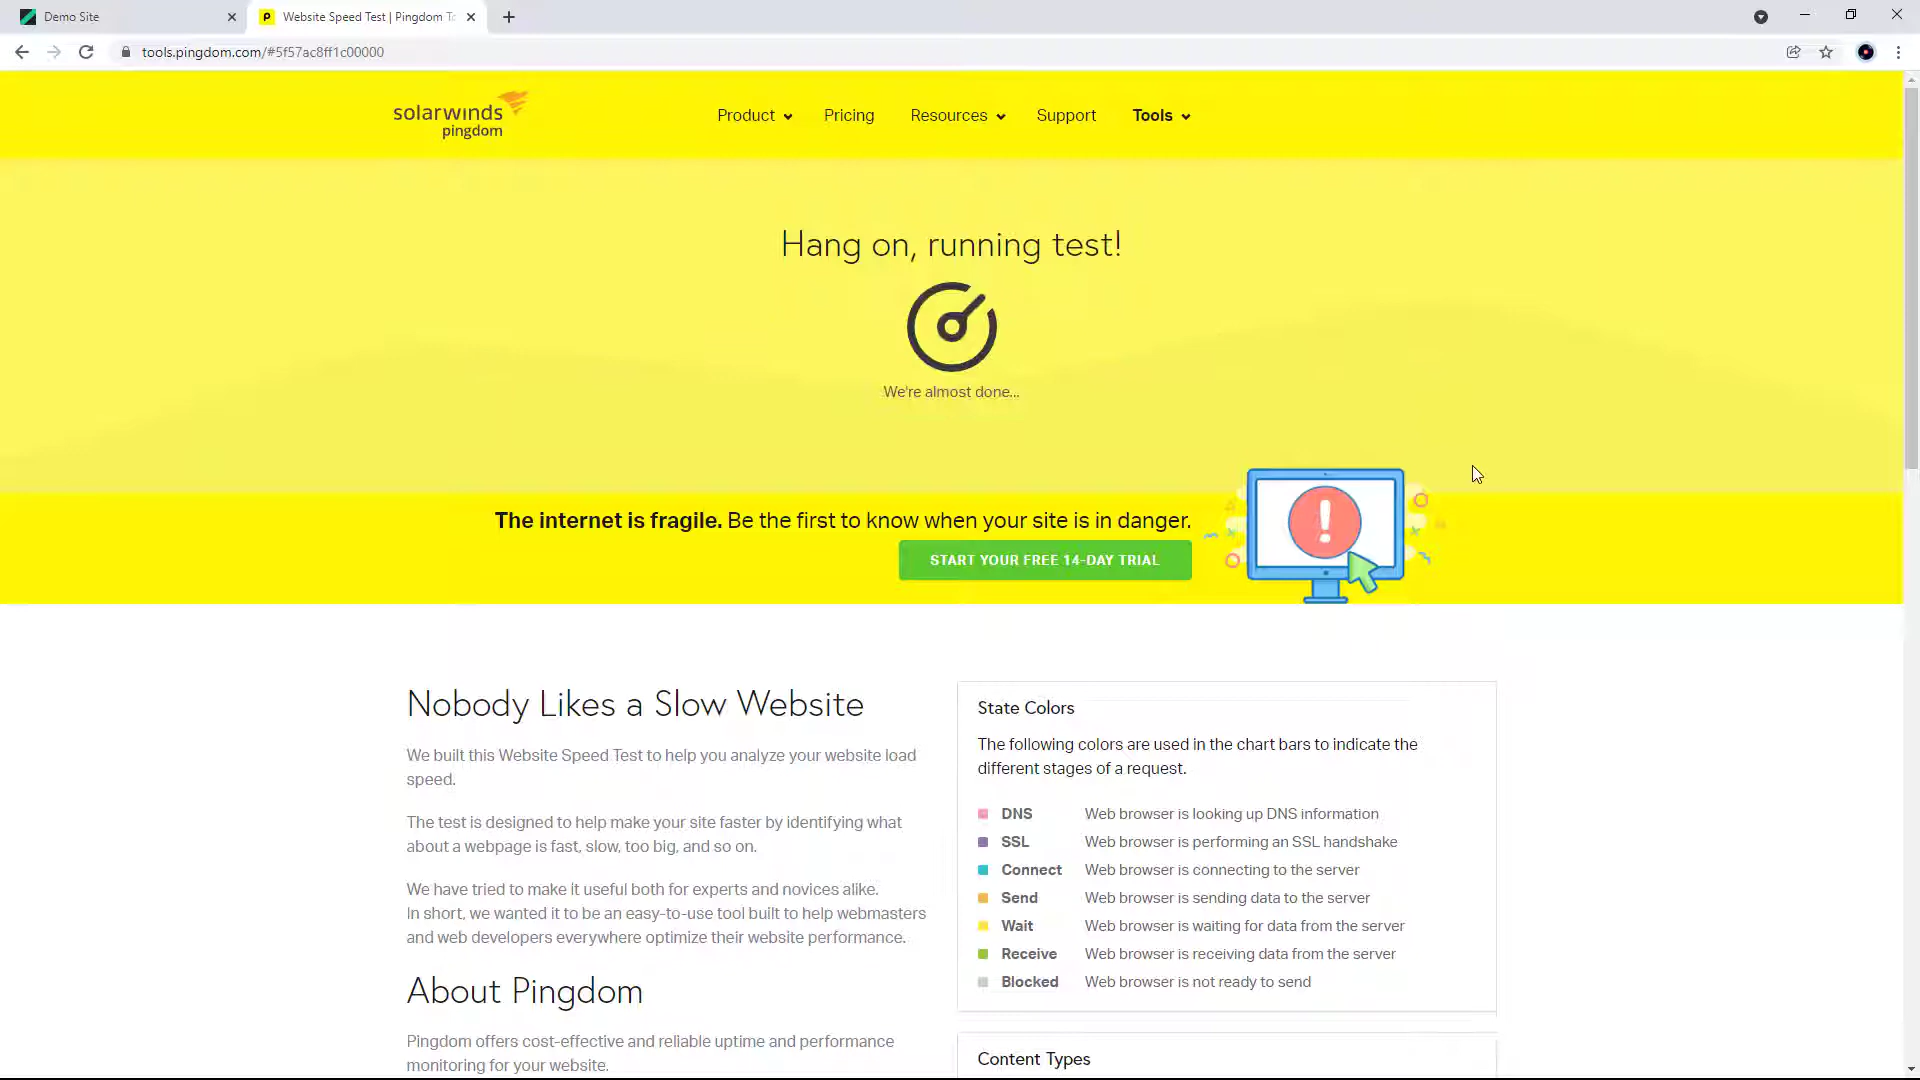 Demo Site
Website Speed Test | Pingdom To
tools.pingdom.com/#5f57ac8ff1c00000
solarwinds
pingdom
Product
Pricing
Resources
Support
Tools
Hang on, running test!
We're almost done...
The internet is fragile. Be the first to know when your site is in danger.
START YOUR FREE 14-DAY TRIAL
Nobody Likes a Slow Website
We built this Website Speed Test to help you analyze your website load
speed.
The test is designed to help make your site faster by identifying what
about a webpage is fast, slow, too big, and so on.
We have tried to make it useful both for experts and novices alike.
In short, we wanted it to be an easy-to-use tool built to help webmasters
and web developers everywhere optimize their website performance.
About Pingdom
Pingdom offers cost-effective and reliable uptime and performance
monitoring for your website.
State Colors
The following colors are used in the chart bars to indicate the
different stages of a request.
DNS Web browser is looking up DNS information
SSL Web browser is performing an SSL handshake
Connect Web browser is connecting to the server
Send Web browser is sending data to the server
Wait Web browser is waiting for data from the server
Receive Web browser is receiving data from the server
Blocked Web browser is not ready to send
Content Types